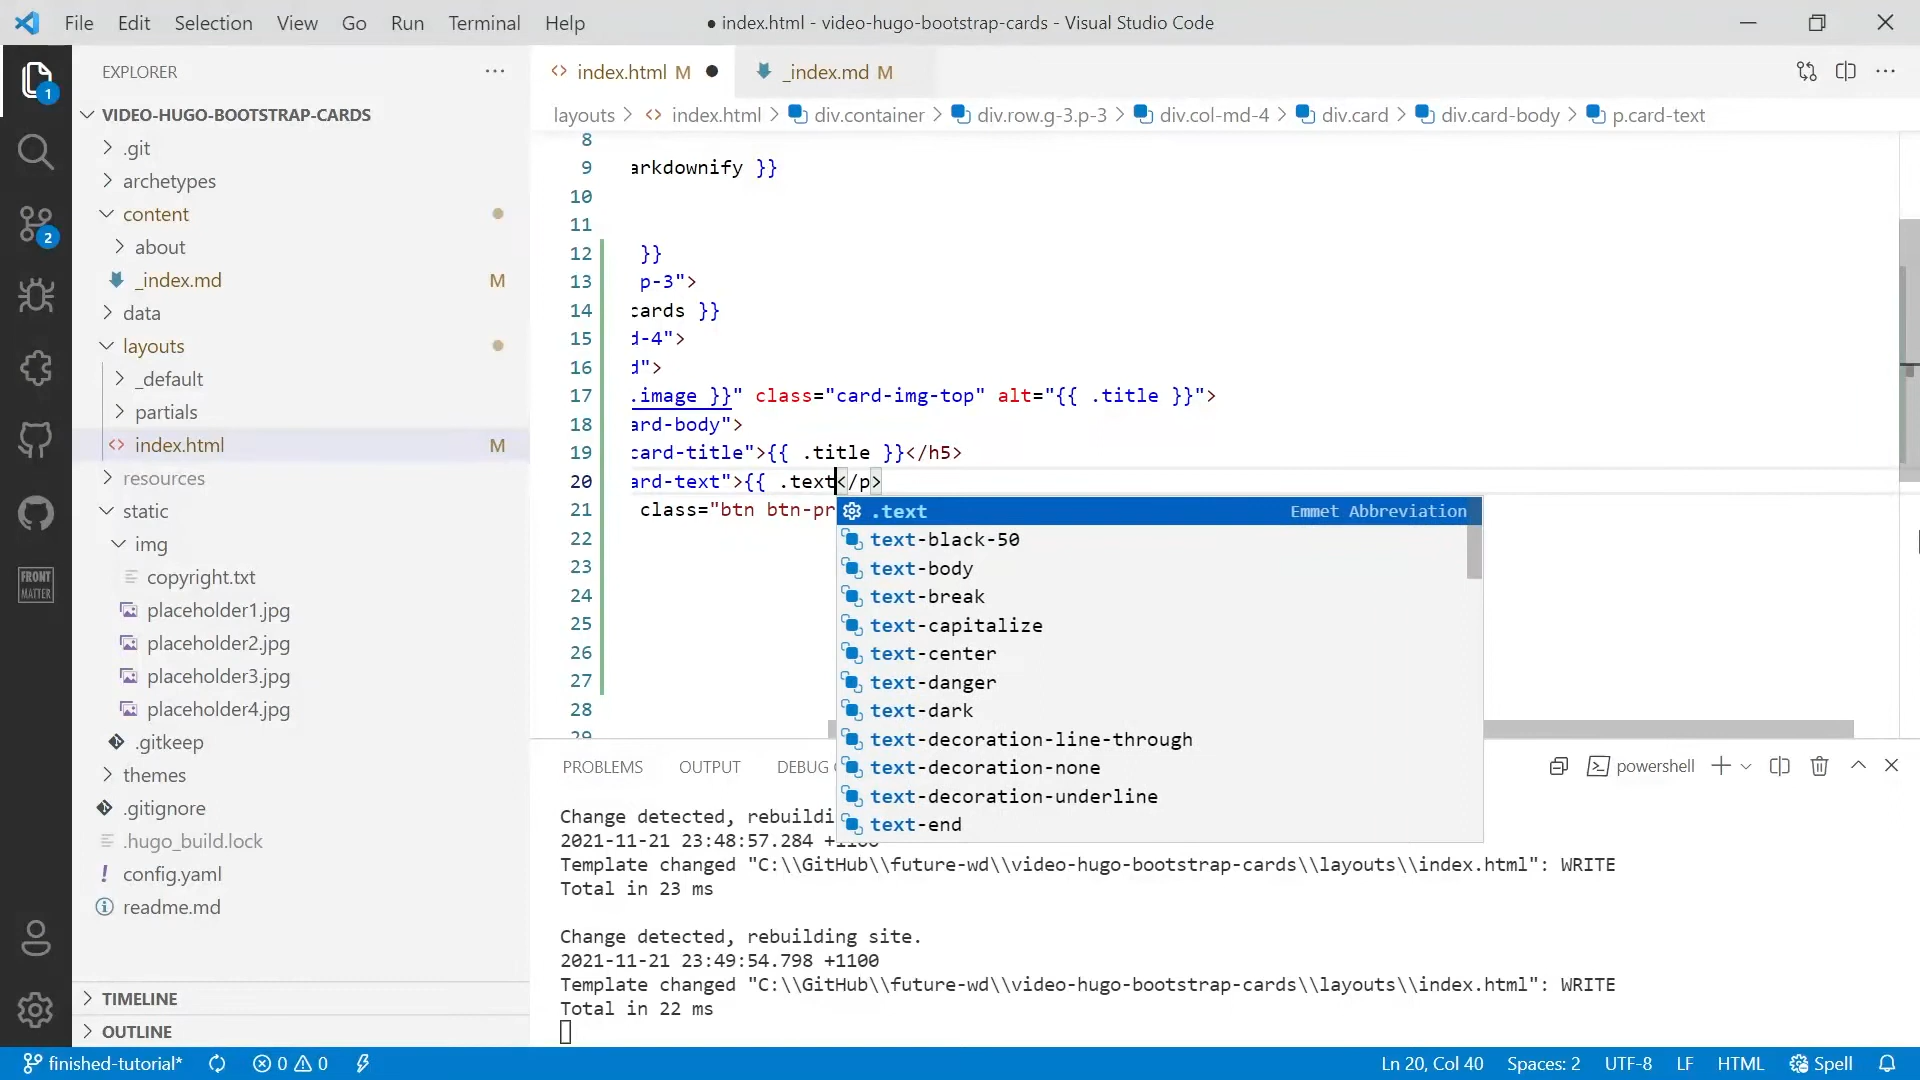 File Edit Selection View Go Run Terminal Help
● index.html - video-hugo-bootstrap-cards - Visual Studio Code
EXPLORER
VIDEO-HUGO-BOOTSTRAP-CARDS
.git
archetypes
content
about
_index.md M
data
layouts
_default
partials
index.html M
resources
static
img
copyright.txt
placeholder1.jpg
placeholder2.jpg
placeholder3.jpg
placeholder4.jpg
.gitkeep
themes
.gitignore
.hugo_build.lock
config.yaml
readme.md
TIMELINE
OUTLINE
1
2
FRONT
MATTER
index.html M ● _index.md M
layouts > index.html > div.container > div.row.g-3.p-3 > div.col-md-4 > div.card > div.card-body > p.card-text
8
9 arkdownify }}
10
11
12 }}
13 p-3">
14 cards }}
15 d-4">
16 d">
17 .image }}" class="card-img-top" alt="{{ .title }}">
18 ard-body">
19 card-title">{{ .title }}</h5>
20 ard-text">{{ .text</p>
21 class="btn btn-pr
22
23
24
25
26
27
28
29
.text Emmet Abbreviation
text-black-50
text-body
text-break
text-capitalize
text-center
text-danger
text-dark
text-decoration-line-through
text-decoration-none
text-decoration-underline
text-end
PROBLEMS OUTPUT DEBUG powershell
Change detected, rebuildi
2021-11-21 23:48:57.284 +1100
Template changed "C:\\GitHub\\future-wd\\video-hugo-bootstrap-cards\\layouts\\index.html": WRITE
Total in 23 ms
Change detected, rebuilding site.
2021-11-21 23:49:54.798 +1100
Template changed "C:\\GitHub\\future-wd\\video-hugo-bootstrap-cards\\layouts\\index.html": WRITE
Total in 22 ms
finished-tutorial* 0 0 Ln 20, Col 40 Spaces: 2 UTF-8 LF HTML Spell